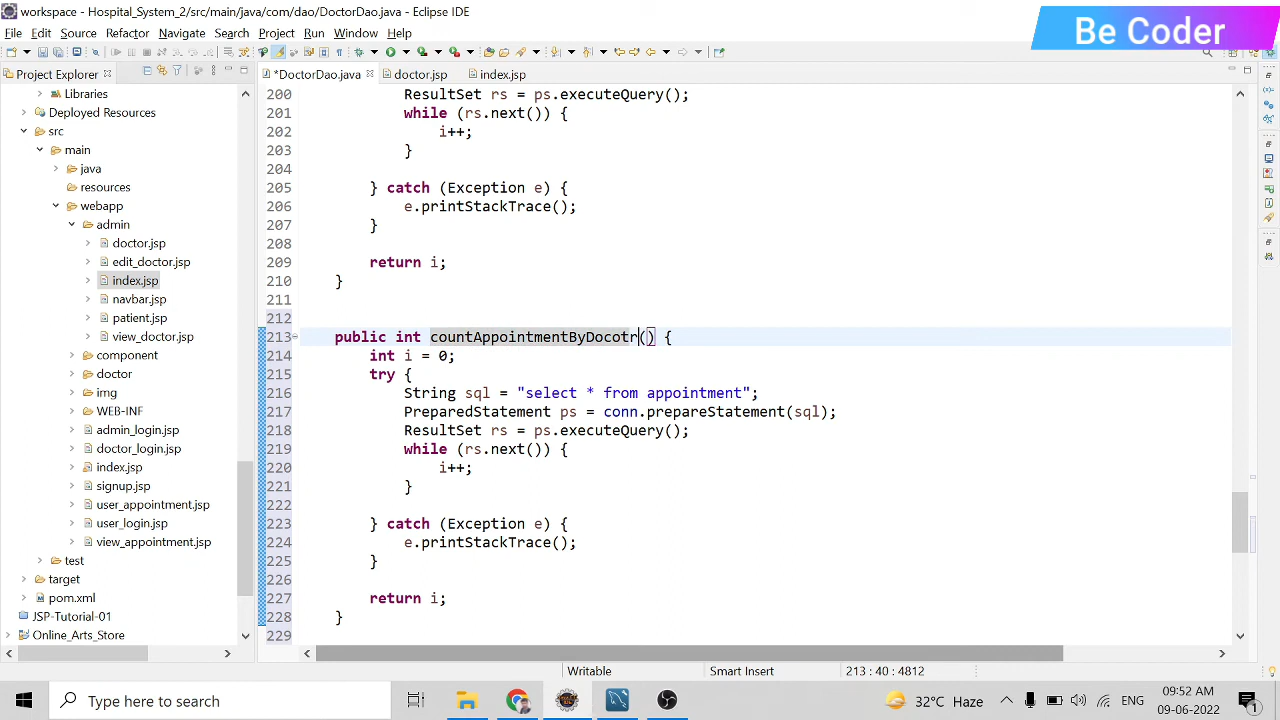 workspace - Hospital_System_2/src/main/java/com/dao/DoctorDao.java - Eclipse IDE
Be Coder
File Edit Source Refactor Navigate Search Project Run Window Help
Project Explorer
*DoctorDao.java doctor.jsp index.jsp
Libraries
Deployed Resources
src
main
java
resources
webapp
admin
doctor.jsp
edit_doctor.jsp
index.jsp
navbar.jsp
patient.jsp
view_doctor.jsp
component
doctor
img
WEB-INF
admin_login.jsp
doctor_login.jsp
index.jsp
signup.jsp
user_appointment.jsp
user_login.jsp
view_appointment.jsp
test
target
pom.xml
JSP-Tutorial-01
Online_Arts_Store
200 ResultSet rs = ps.executeQuery();
201 while (rs.next()) {
202 i++;
203 }
204
205 } catch (Exception e) {
206 e.printStackTrace();
207 }
208
209 return i;
210 }
211
212
213 public int countAppointmentByDocotr() {
214 int i = 0;
215 try {
216 String sql = "select * from appointment";
217 PreparedStatement ps = conn.prepareStatement(sql);
218 ResultSet rs = ps.executeQuery();
219 while (rs.next()) {
220 i++;
221 }
222
223 } catch (Exception e) {
224 e.printStackTrace();
225 }
226
227 return i;
228 }
229
Writable Smart Insert 213 : 40 : 4812
Type here to search
32°C Haze ENG
09:52 AM
09-06-2022
1